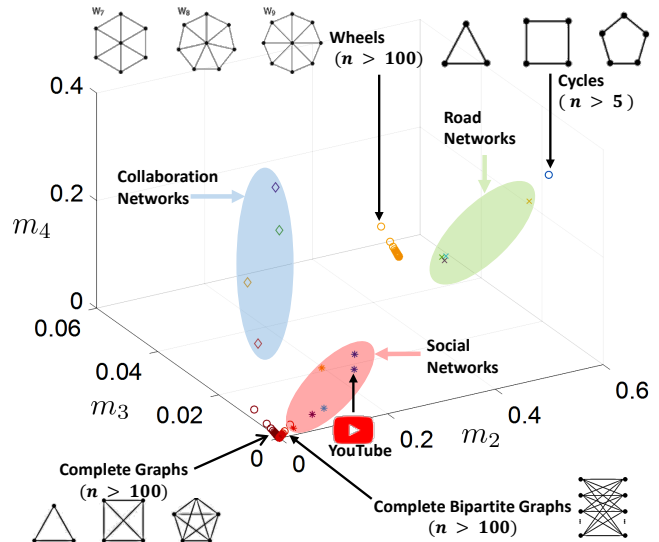 W₇
W₈
W₉
Wheels
(n > 100)
Cycles
(n > 5)
Road
Networks
Collaboration
Networks
Social
Networks
YouTube
Complete Graphs
(n > 100)
Complete Bipartite Graphs
(n > 100)
m₄
0.4
0.2
0
m₃
0.06
0.04
0.02
0
m₂
0
0.2
0.4
0.6